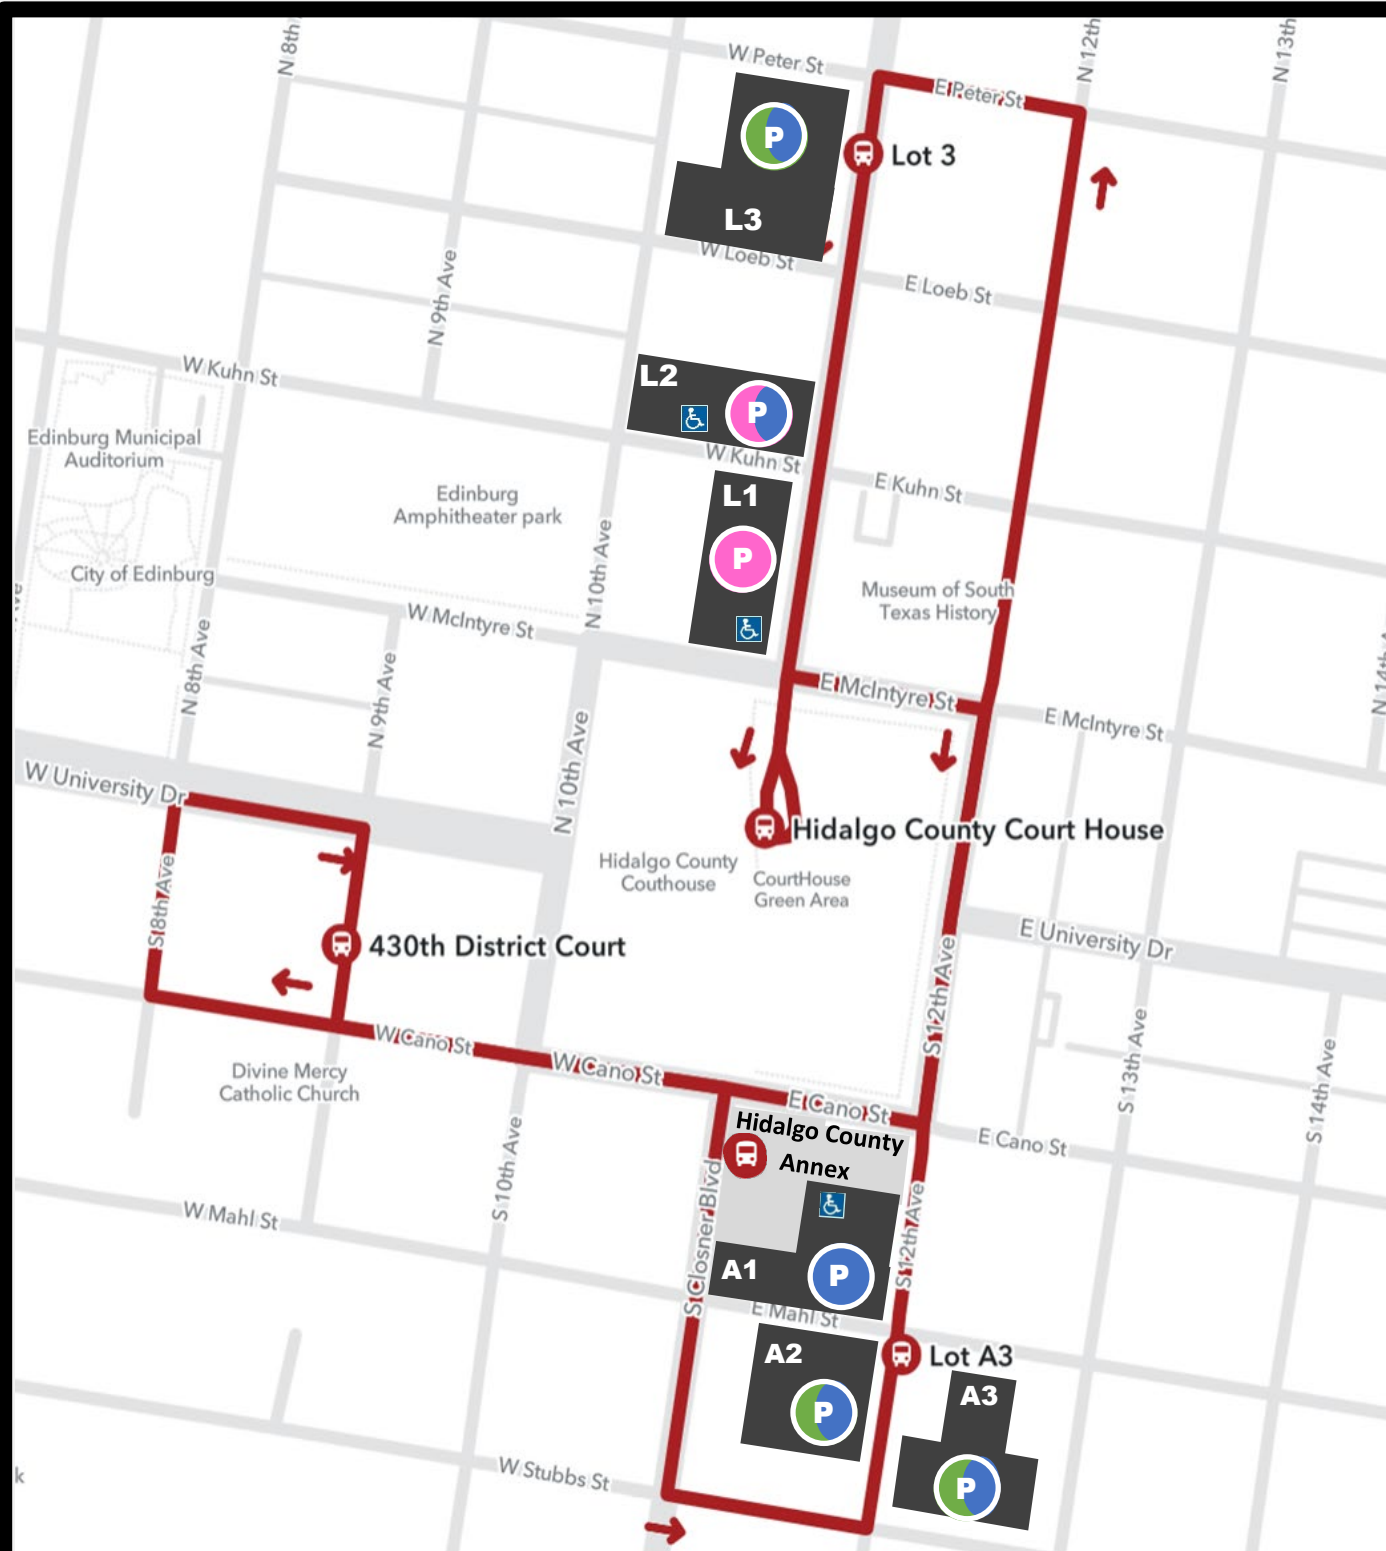 N 8th
W Peter St
E Peter St
N 12th
N 13th
P
Lot 3
L3
W Loeb St
E Loeb St
N 9th Ave
W Kuhn St
L2
P
W Kuhn St
E Kuhn St
Edinburg Municipal
Auditorium
Edinburg
Amphitheater park
L1
P
N 10th Ave
City of Edinburg
Museum of South
Texas History
W McIntyre St
N 8th Ave
N 9th Ave
E McIntyre St
E McIntyre St
N 14th A
W University Dr
N 10th Ave
Hidalgo County Court House
Hidalgo County
Couthouse
CourtHouse
Green Area
S 8th Ave
430th District Court
E University Dr
S 12th Ave
W Cano St
W Cano St
E Cano St
E Cano St
S 13th Ave
S 14th Ave
Divine Mercy
Catholic Church
Hidalgo County
Annex
S 10th Ave
W Mahl St
S Closner Blvd
A1
P
S 12th Ave
E Mahl St
A2
P
Lot A3
A3
P
W Stubbs St
k